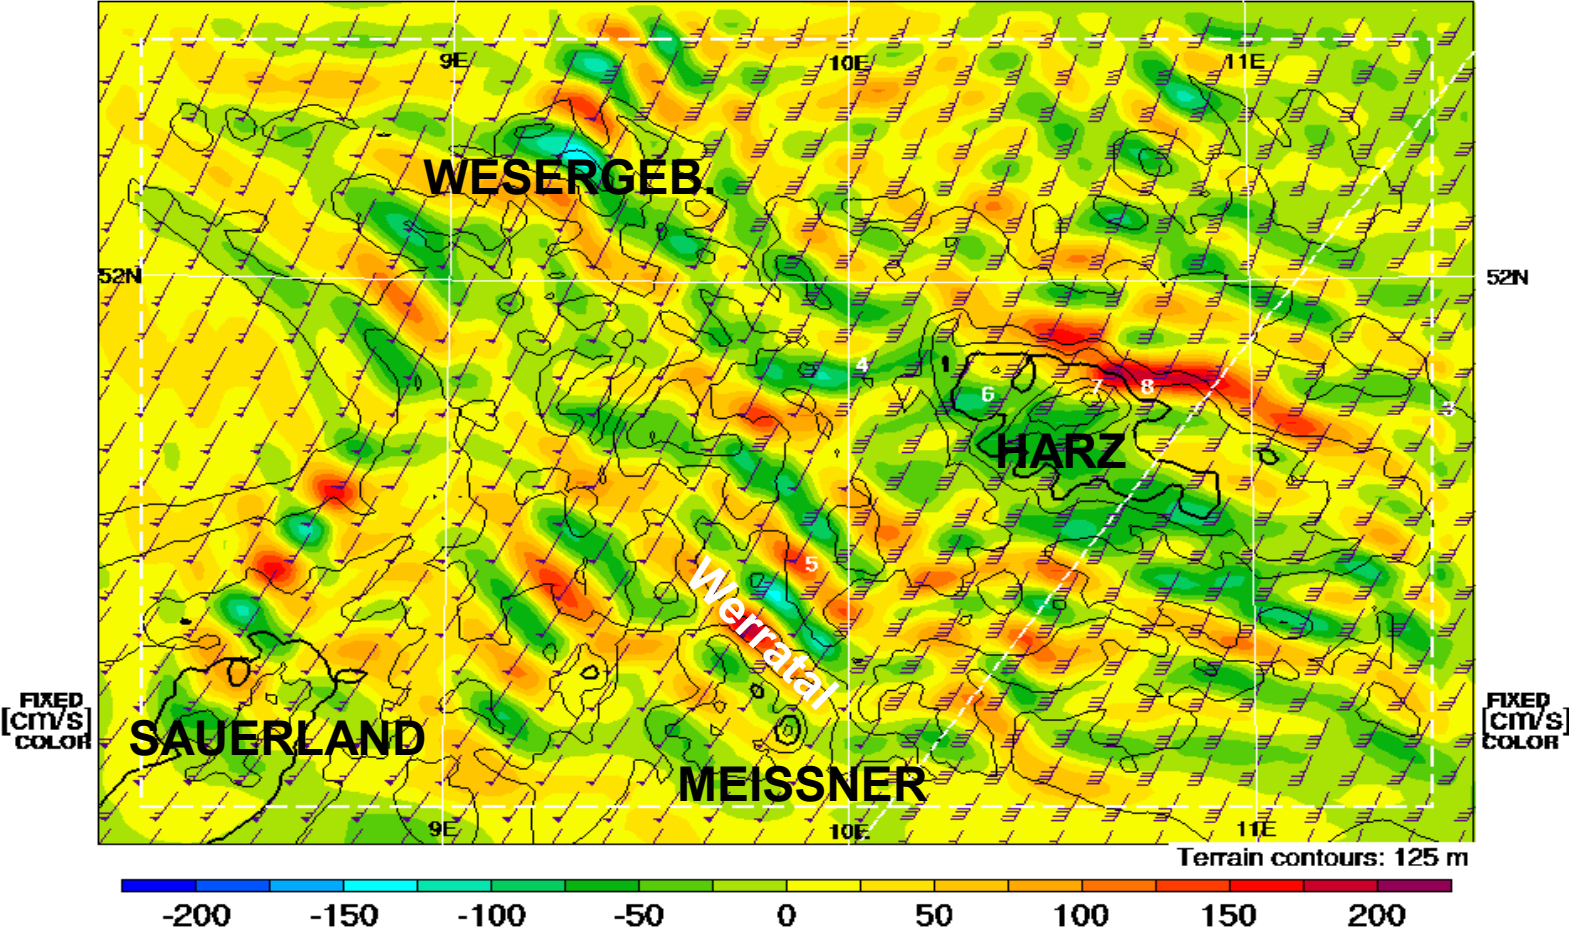 9E 10E 11E
WESERGEB.
52N 52N
4
6 7 8
3
HARZ
5
Werratal
FIXED
[cm/s]
COLOR
FIXED
[cm/s]
COLOR
SAUERLAND
MEISSNER
9E 10E 11E
Terrain contours: 125 m
-200 -150 -100 -50 0 50 100 150 200